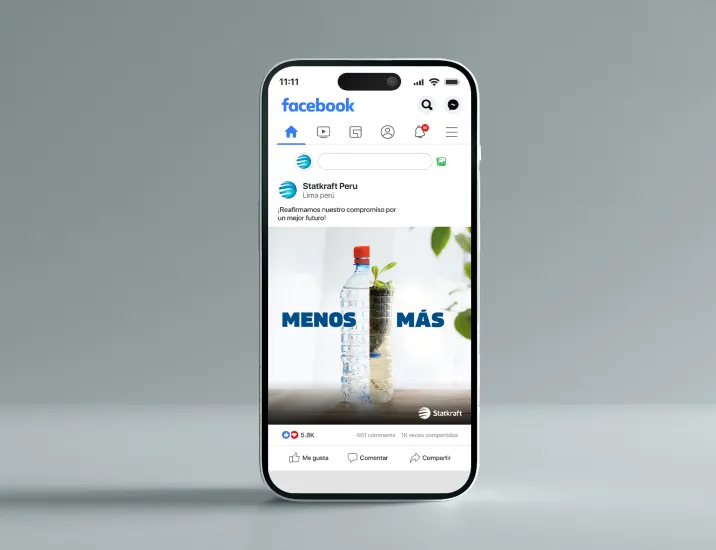 11:11
facebook
Statkraft Peru
Lima perú
¡Reafirmamos nuestro compromiso por
un mejor futuro!
MENOS MÁS
Statkraft
5.8K 461 comments 1K veces compartidos
Me gusta Comentar Compartir